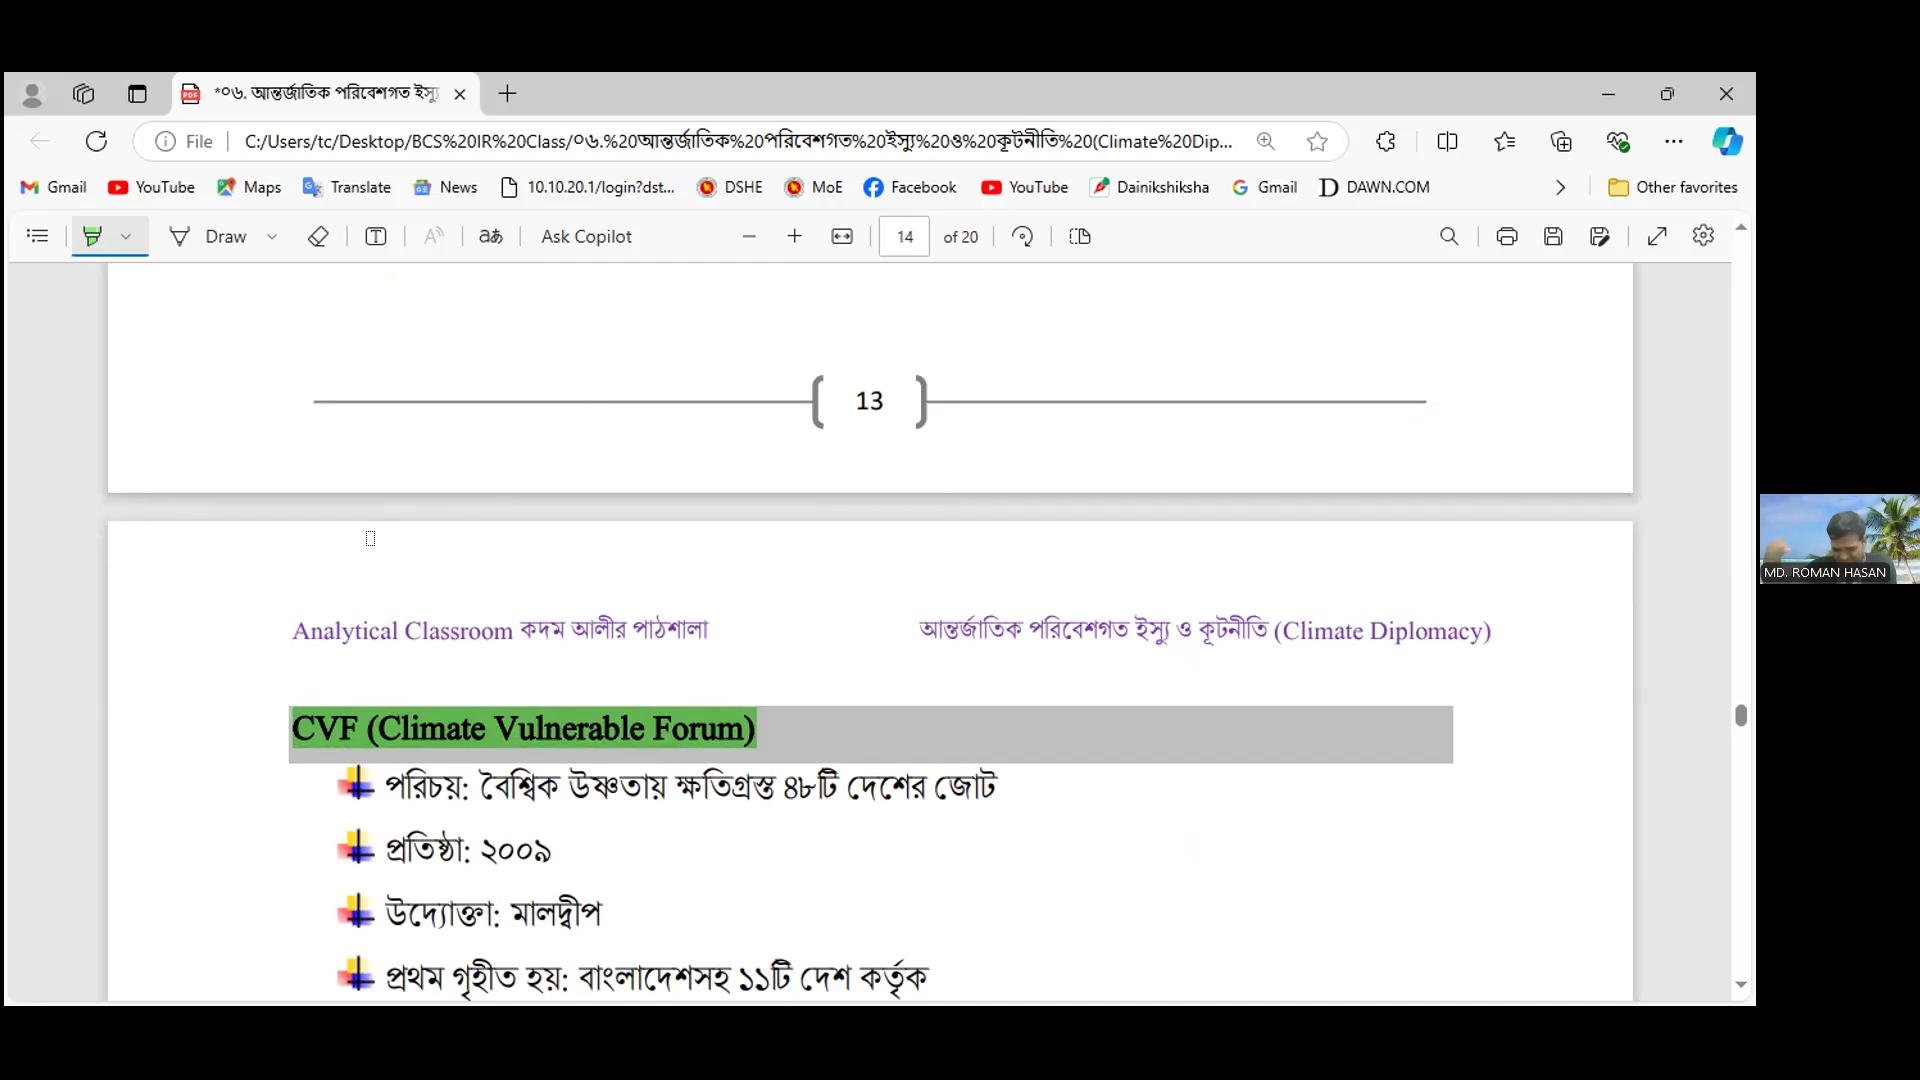 *০৬. আন্তর্জাতিক পরিবেশগত ইস্যু
File C:/Users/tc/Desktop/BCS%20IR%20Class/০৬.%20আন্তর্জাতিক%20পরিবেশগত%20ইস্যু%20ও%20কূটনীতি%20(Climate%20Dip...
Gmail YouTube Maps Translate News 10.10.20.1/login?dst... DSHE MoE Facebook YouTube Dainikshiksha Gmail DAWN.COM Other favorites
Draw Ask Copilot 14 of 20
13
Analytical Classroom কদম আলীর পাঠশালা আন্তর্জাতিক পরিবেশগত ইস্যু ও কূটনীতি (Climate Diplomacy)
CVF (Climate Vulnerable Forum)
পরিচয়: বৈশ্বিক উষ্ণতায় ক্ষতিগ্রস্ত ৪৮টি দেশের জোট
প্রতিষ্ঠা: ২০০৯
উদ্যোক্তা: মালদ্বীপ
প্রথম গৃহীত হয়: বাংলাদেশসহ ১১টি দেশ কর্তৃক
MD. ROMAN HASAN